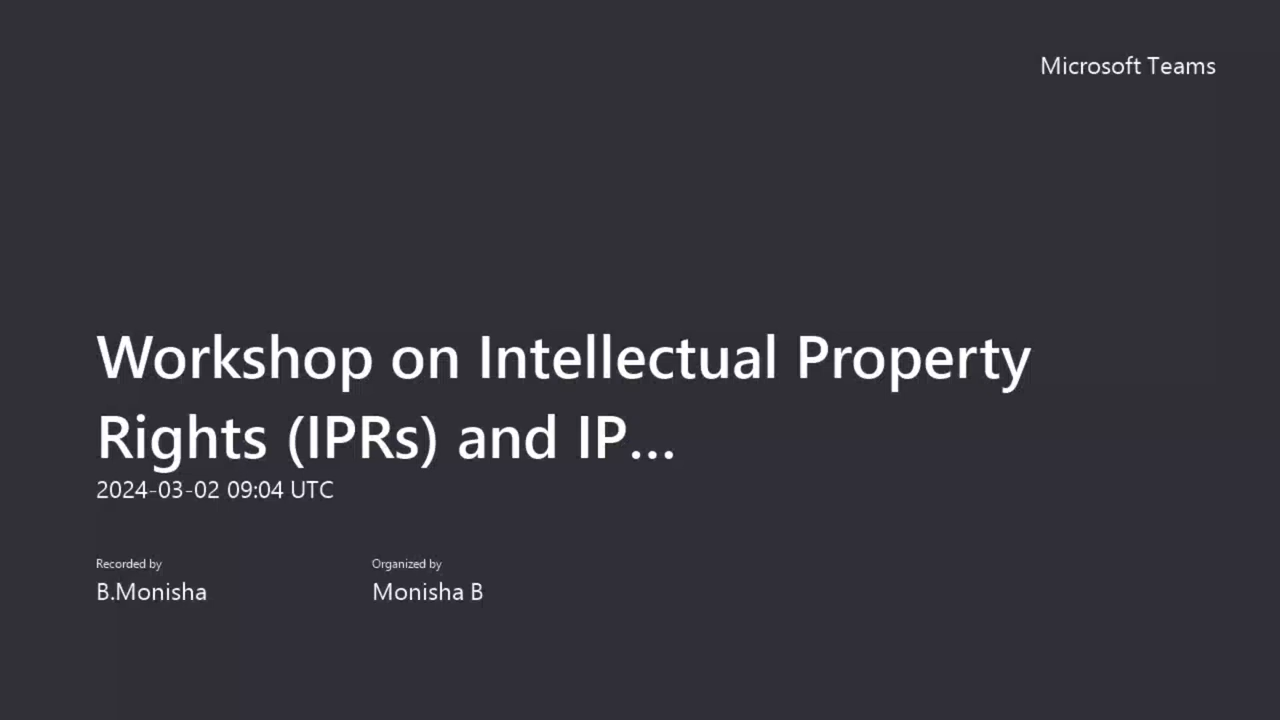 Microsoft Teams
Workshop on Intellectual Property
Rights (IPRs) and IP...
2024-03-02 09:04 UTC
Recorded by
B.Monisha
Organized by
Monisha B